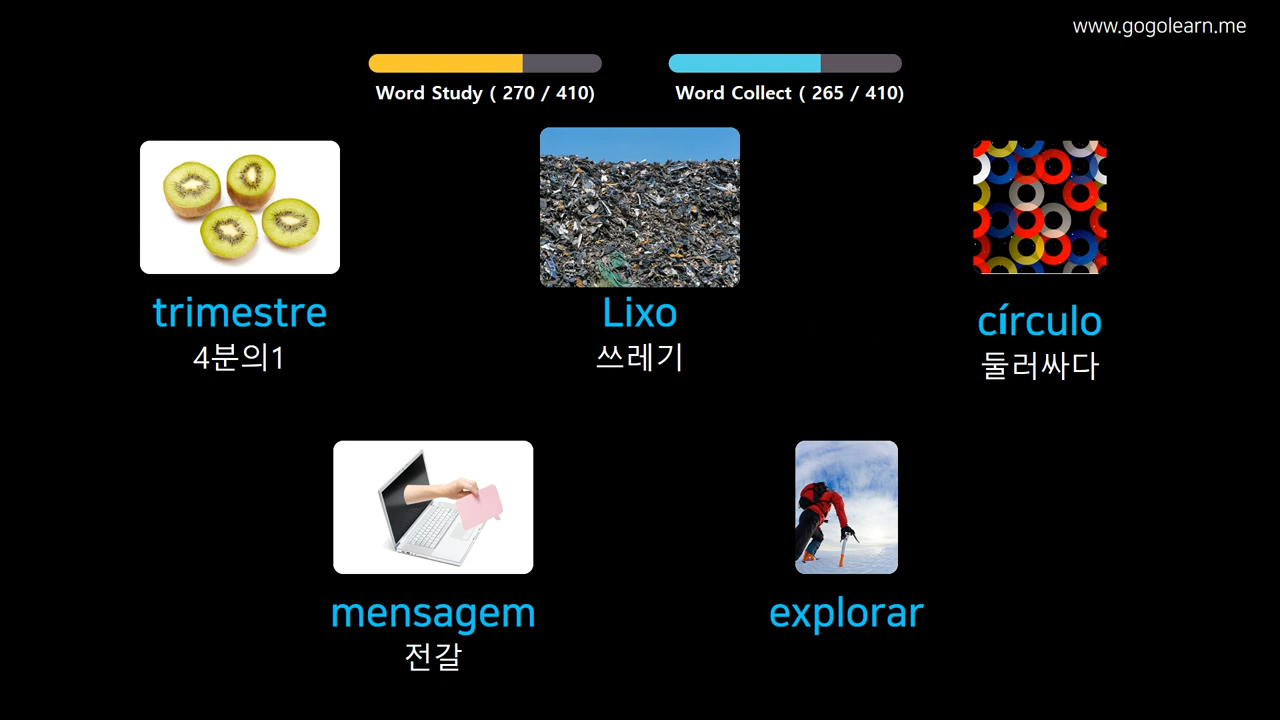 www.gogolearn.me
Word Study ( 270 / 410)
Word Collect ( 265 / 410)
trimestre
4분의1
Lixo
쓰레기
círculo
둘러싸다
mensagem
전갈
explorar